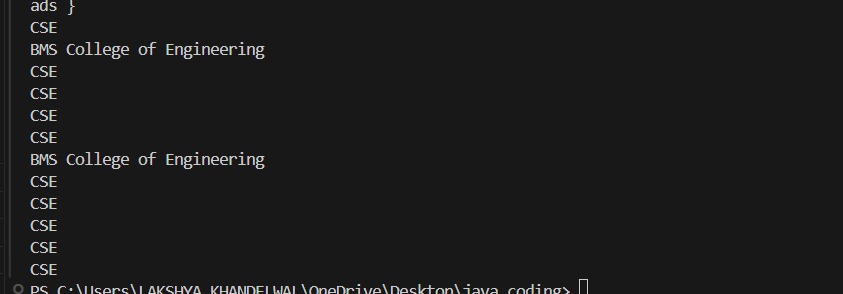 ads }
CSE
BMS College of Engineering
CSE
CSE
CSE
CSE
BMS College of Engineering
CSE
CSE
CSE
CSE
CSE
PS C:\Users\LAKSHYA KHANDELWAL\OneDrive\Desktop\java coding>